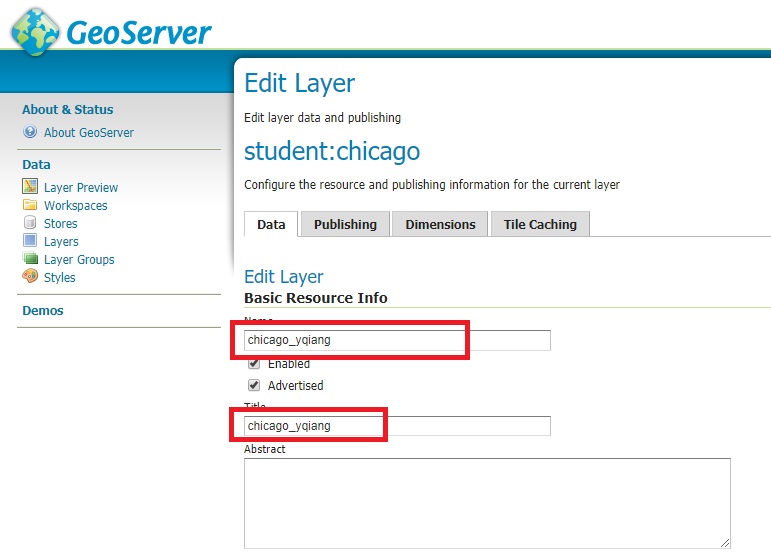 GeoServer
About & Status
About GeoServer
Data
Layer Preview
Workspaces
Stores
Layers
Layer Groups
Styles
Demos
Edit Layer
Edit layer data and publishing
student:chicago
Configure the resource and publishing information for the current layer
Data Publishing Dimensions Tile Caching
Edit Layer
Basic Resource Info
Name
chicago_yqiang
Enabled
Advertised
Title
chicago_yqiang
Abstract